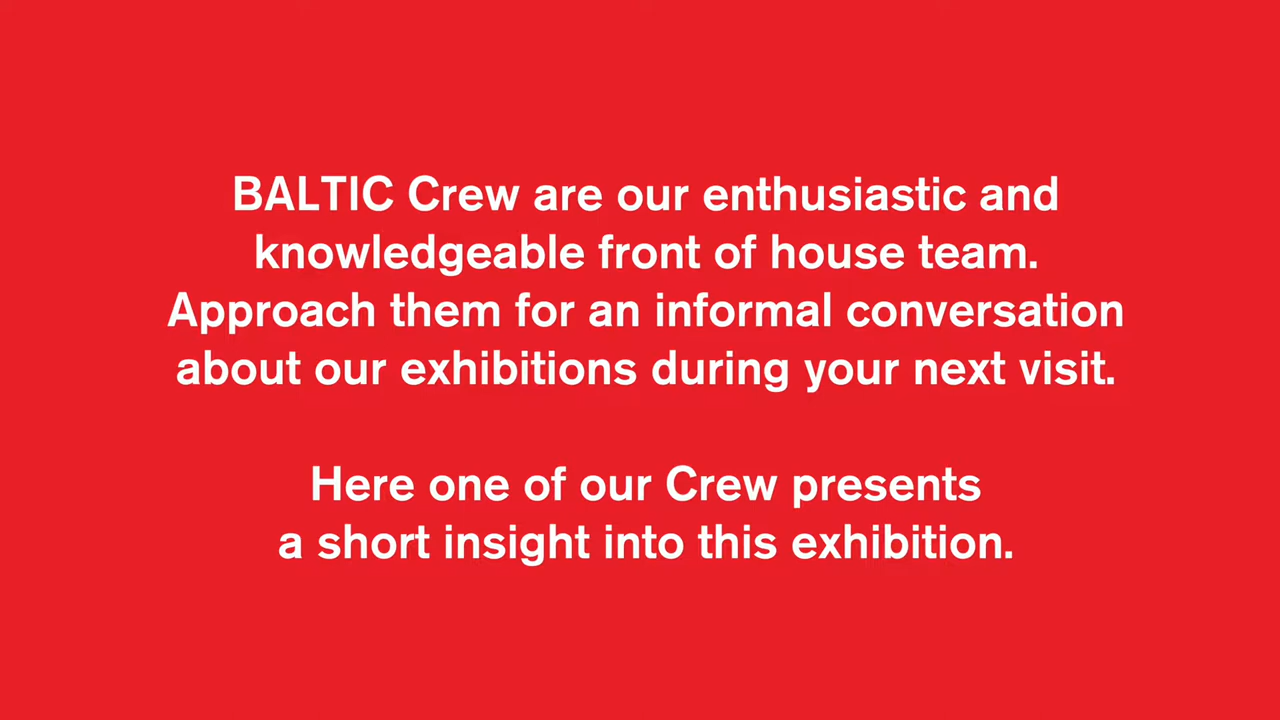 BALTIC Crew are our enthusiastic and
knowledgeable front of house team.
Approach them for an informal conversation
about our exhibitions during your next visit.
Here one of our Crew presents
a short insight into this exhibition.